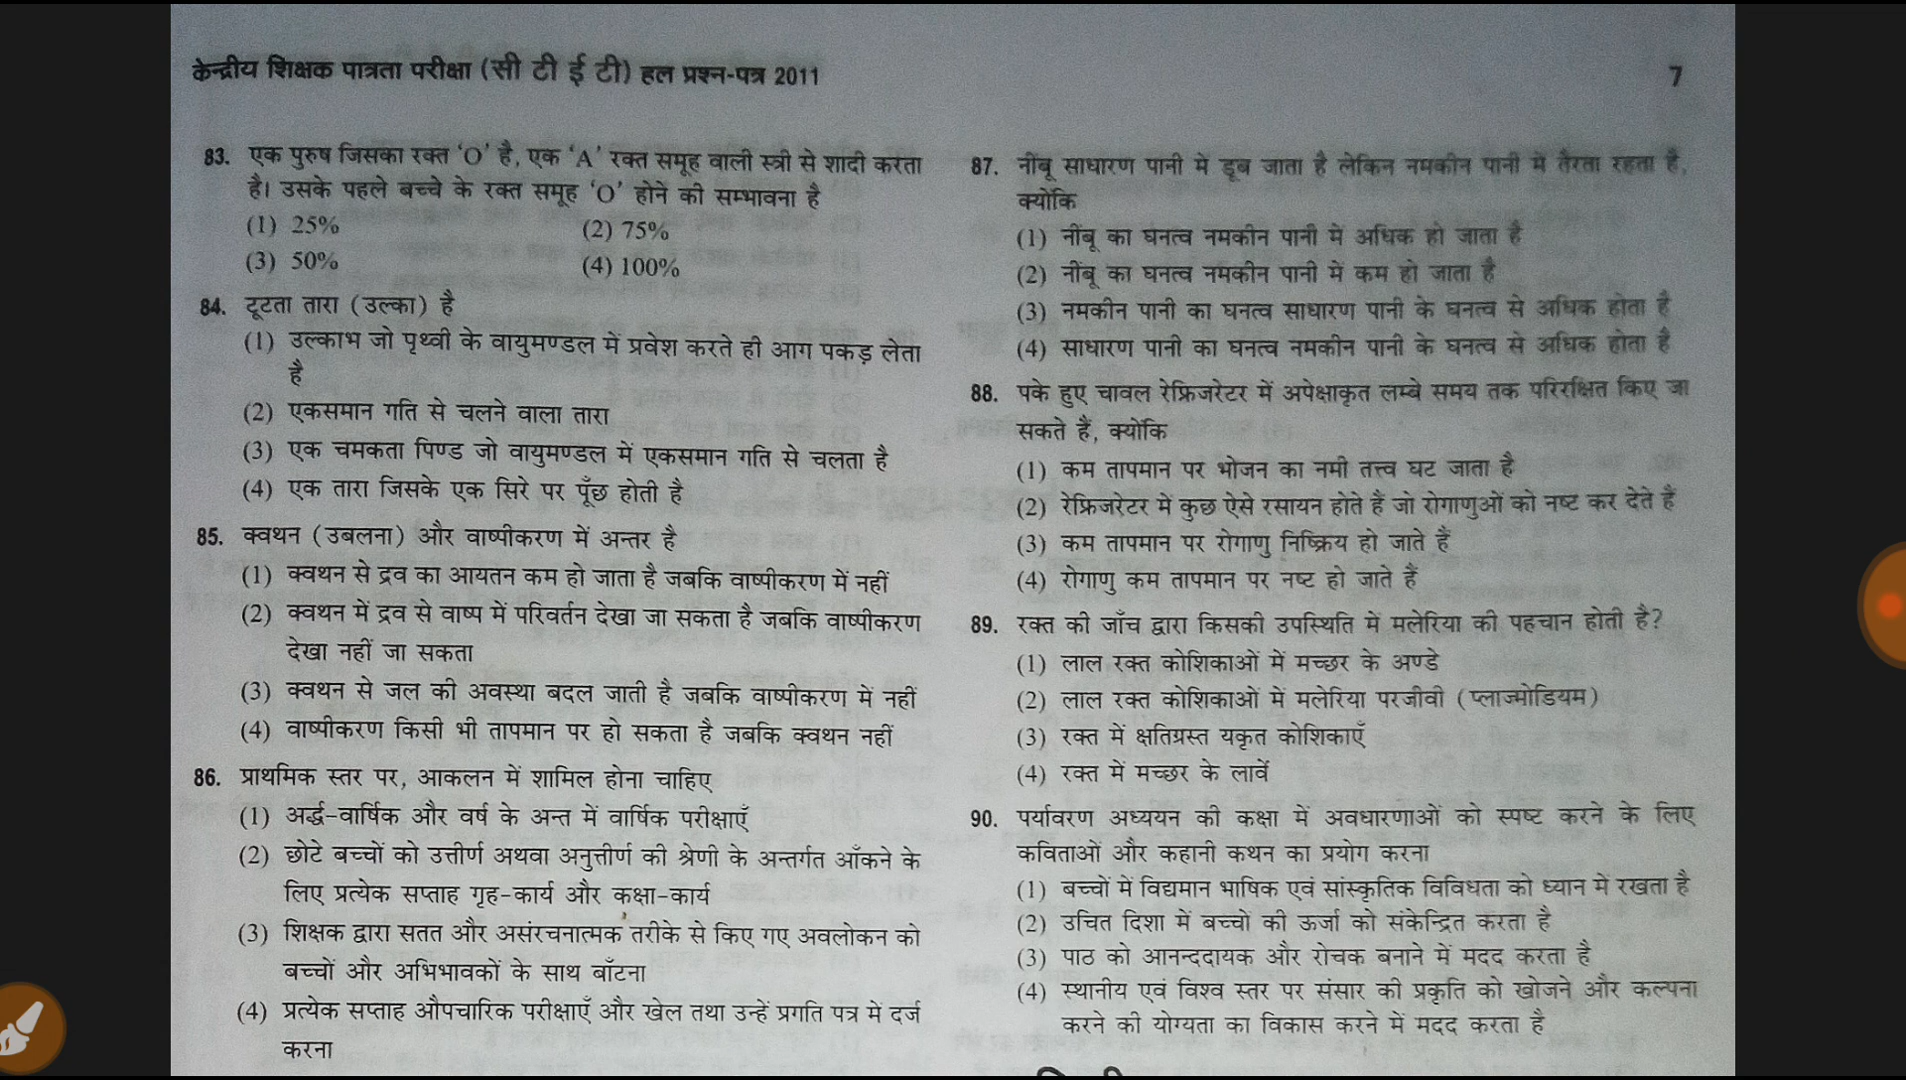 केन्द्रीय शिक्षक पात्रता परीक्षा (सी टी ई टी) हल प्रश्न-पत्र 2011
7
83. एक पुरुष जिसका रक्त ‘O’ है, एक ‘A’ रक्त समूह वाली स्त्री से शादी करता
है। उसके पहले बच्चे के रक्त समूह ‘O’ होने की सम्भावना है
(1) 25% (2) 75%
(3) 50% (4) 100%
84. टूटता तारा (उल्का) है
(1) उल्काभ जो पृथ्वी के वायुमण्डल में प्रवेश करते ही आग पकड़ लेता
है
(2) एकसमान गति से चलने वाला तारा
(3) एक चमकता पिण्ड जो वायुमण्डल में एकसमान गति से चलता है
(4) एक तारा जिसके एक सिरे पर पूँछ होती है
85. क्वथन (उबलना) और वाष्पीकरण में अन्तर है
(1) क्वथन से द्रव का आयतन कम हो जाता है जबकि वाष्पीकरण में नहीं
(2) क्वथन में द्रव से वाष्प में परिवर्तन देखा जा सकता है जबकि वाष्पीकरण
देखा नहीं जा सकता
(3) क्वथन से जल की अवस्था बदल जाती है जबकि वाष्पीकरण में नहीं
(4) वाष्पीकरण किसी भी तापमान पर हो सकता है जबकि क्वथन नहीं
86. प्राथमिक स्तर पर, आकलन में शामिल होना चाहिए
(1) अर्द्ध-वार्षिक और वर्ष के अन्त में वार्षिक परीक्षाएँ
(2) छोटे बच्चों को उत्तीर्ण अथवा अनुत्तीर्ण की श्रेणी के अन्तर्गत आँकने के
लिए प्रत्येक सप्ताह गृह-कार्य और कक्षा-कार्य
(3) शिक्षक द्वारा सतत और असंरचनात्मक तरीके से किए गए अवलोकन को
बच्चों और अभिभावकों के साथ बाँटना
(4) प्रत्येक सप्ताह औपचारिक परीक्षाएँ और खेल तथा उन्हें प्रगति पत्र में दर्ज
करना
87. नींबू साधारण पानी में डूब जाता है लेकिन नमकीन पानी में तैरता रहता है,
क्योंकि
(1) नींबू का घनत्व नमकीन पानी में अधिक हो जाता है
(2) नींबू का घनत्व नमकीन पानी में कम हो जाता है
(3) नमकीन पानी का घनत्व साधारण पानी के घनत्व से अधिक होता है
(4) साधारण पानी का घनत्व नमकीन पानी के घनत्व से अधिक होता है
88. पके हुए चावल रेफ्रिजरेटर में अपेक्षाकृत लम्बे समय तक परिरक्षित किए जा
सकते हैं, क्योंकि
(1) कम तापमान पर भोजन का नमी तत्त्व घट जाता है
(2) रेफ्रिजरेटर में कुछ ऐसे रसायन होते हैं जो रोगाणुओं को नष्ट कर देते हैं
(3) कम तापमान पर रोगाणु निष्क्रिय हो जाते हैं
(4) रोगाणु कम तापमान पर नष्ट हो जाते हैं
89. रक्त की जाँच द्वारा किसकी उपस्थिति में मलेरिया की पहचान होती है?
(1) लाल रक्त कोशिकाओं में मच्छर के अण्डे
(2) लाल रक्त कोशिकाओं में मलेरिया परजीवी (प्लाज्मोडियम)
(3) रक्त में क्षतिग्रस्त यकृत कोशिकाएँ
(4) रक्त में मच्छर के लार्वे
90. पर्यावरण अध्ययन की कक्षा में अवधारणाओं को स्पष्ट करने के लिए
कविताओं और कहानी कथन का प्रयोग करना
(1) बच्चों में विद्यमान भाषिक एवं सांस्कृतिक विविधता को ध्यान में रखता है
(2) उचित दिशा में बच्चों की ऊर्जा को संकेन्द्रित करता है
(3) पाठ को आनन्ददायक और रोचक बनाने में मदद करता है
(4) स्थानीय एवं विश्व स्तर पर संसार की प्रकृति को खोजने और कल्पना
करने की योग्यता का विकास करने में मदद करता है